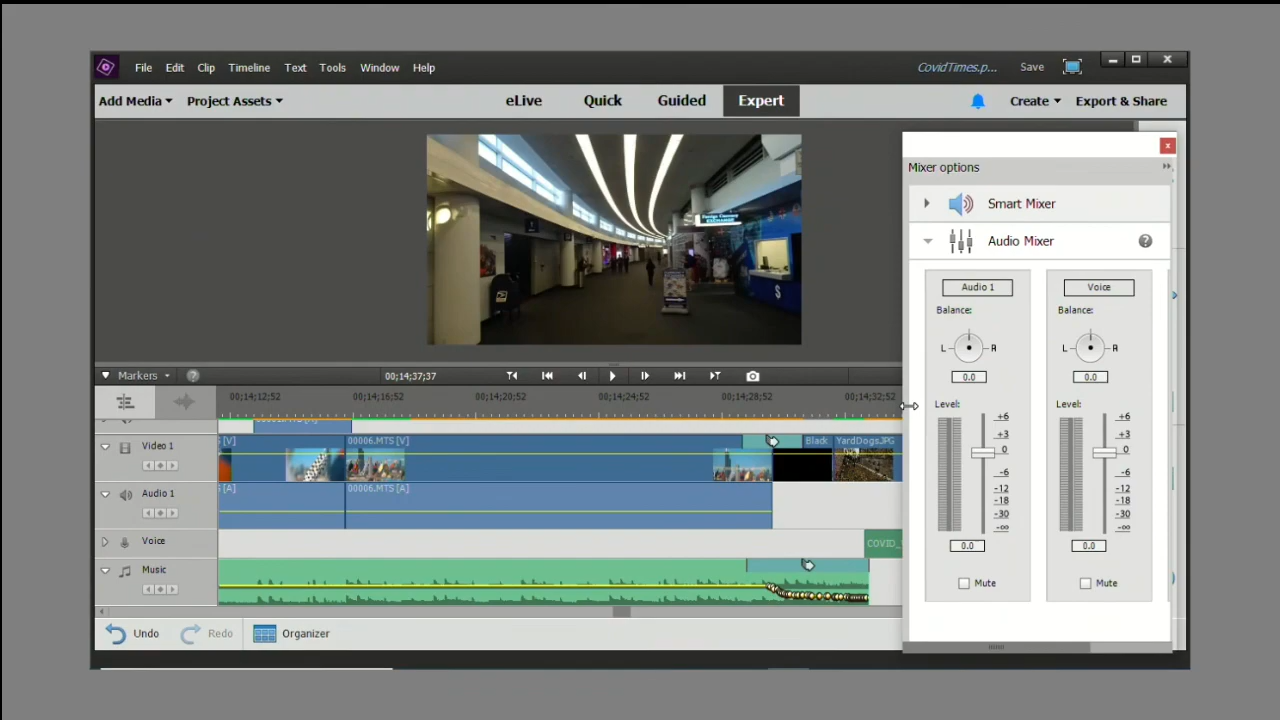 File Edit Clip Timeline Text Tools Window Help CovidTimes.p... Save
Add Media Project Assets eLive Quick Guided Expert Create Export & Share
Mixer options
Smart Mixer
Audio Mixer
Audio 1 Voice
Balance: Balance:
L R L R
0.0 0.0
Level: Level:
+6 +6
+3 +3
0 0
-6 -6
-12 -12
-18 -18
-30 -30
-∞ -∞
0.0 0.0
Mute Mute
Foreign Currency
EXCHANGE
$
Markers 00;14;37;37
00;14;12;52 00;14;16;52 00;14;20;52 00;14;24;52 00;14;28;52 00;14;32;52
Video 1 [V] 00006.MTS [V] Black YardDogs.JPG
Audio 1 [A] 00006.MTS [A]
Voice COVID_
Music
Undo Redo Organizer